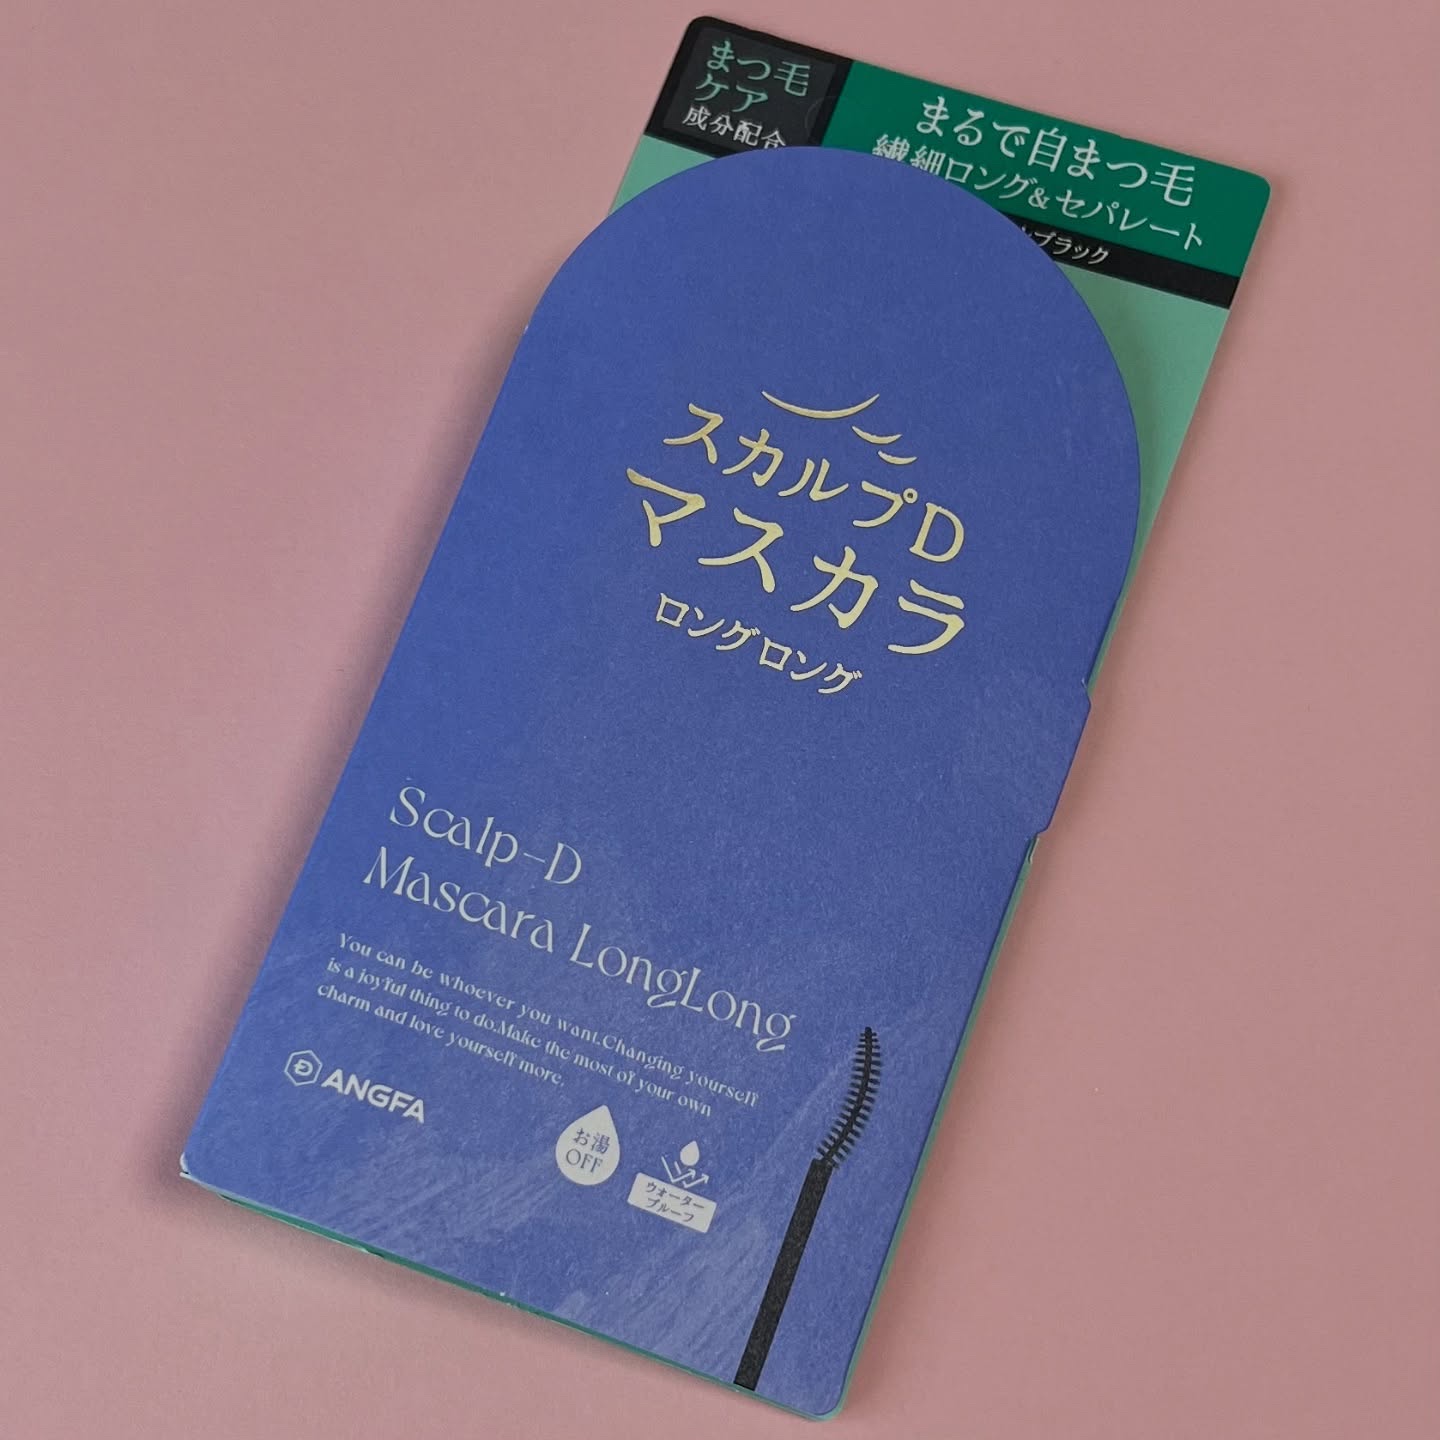 まつ毛
ケア
成分配合
まるで自まつ毛
繊細ロング&セパレート
ブラック
スカルプD
マスカラ
ロングロング
Scalp-D
Mascara LongLong
You can be whoever you want.Changing yourself
is a joyful thing to do.Make the most of your own
charm and love yourself more.
ANGFA
お湯
OFF
ウォーター
プルーフ